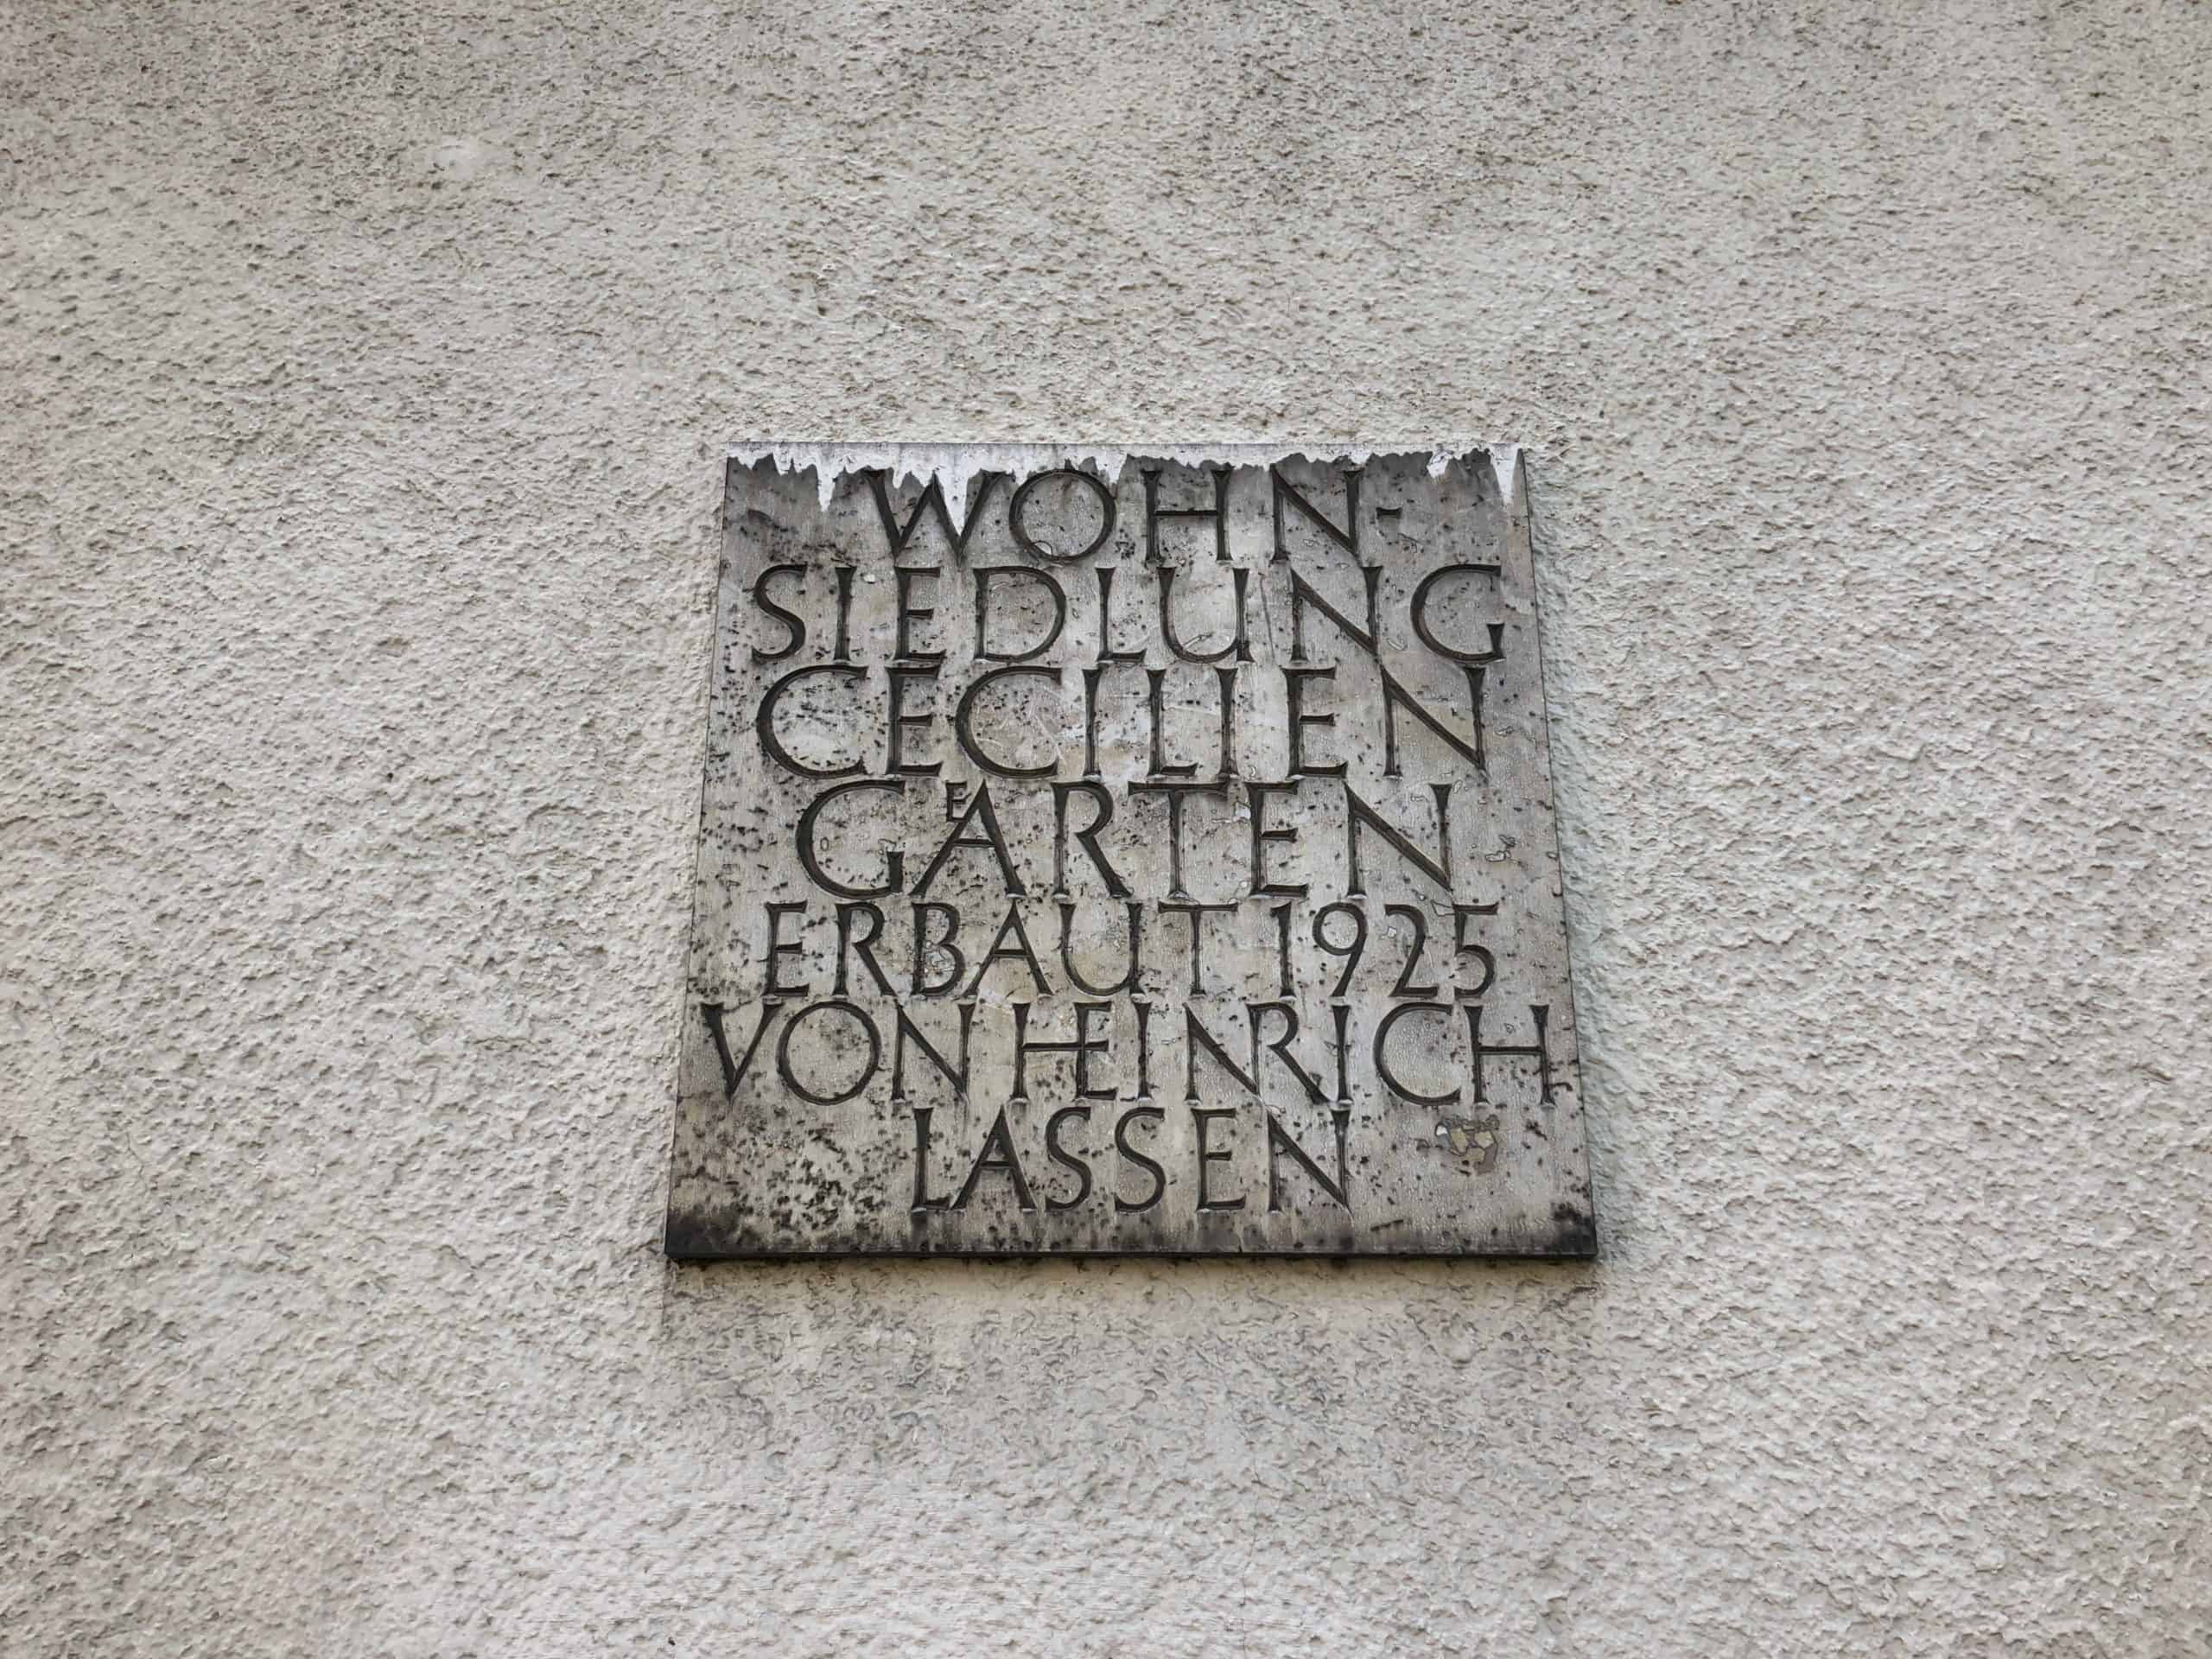 WOHN-
SIEDLUNG
CECILIEN
GÄRTEN
ERBAUT 1925
VON HEINRICH
LASSEN